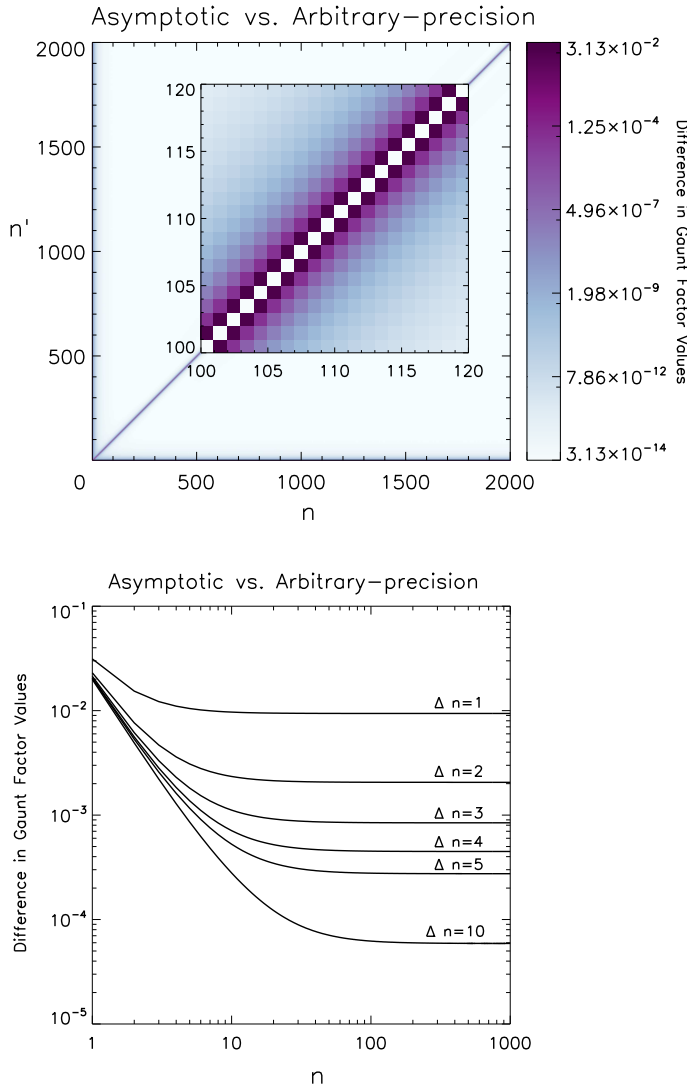 Asymptotic vs. Arbitrary-precision
2000
1500
1000
500
0
n'
120
115
110
105
100
100 105 110 115 120
500 1000 1500 2000
n
3.13×10⁻²
1.25×10⁻⁴
4.96×10⁻⁷
1.98×10⁻⁹
7.86×10⁻¹²
3.13×10⁻¹⁴
Difference in Gaunt Factor Values
Asymptotic vs. Arbitrary-precision
10⁻¹
10⁻²
10⁻³
10⁻⁴
10⁻⁵
Difference in Gaunt Factor Values
Δ n=1
Δ n=2
Δ n=3
Δ n=4
Δ n=5
Δ n=10
1 10 100 1000
n